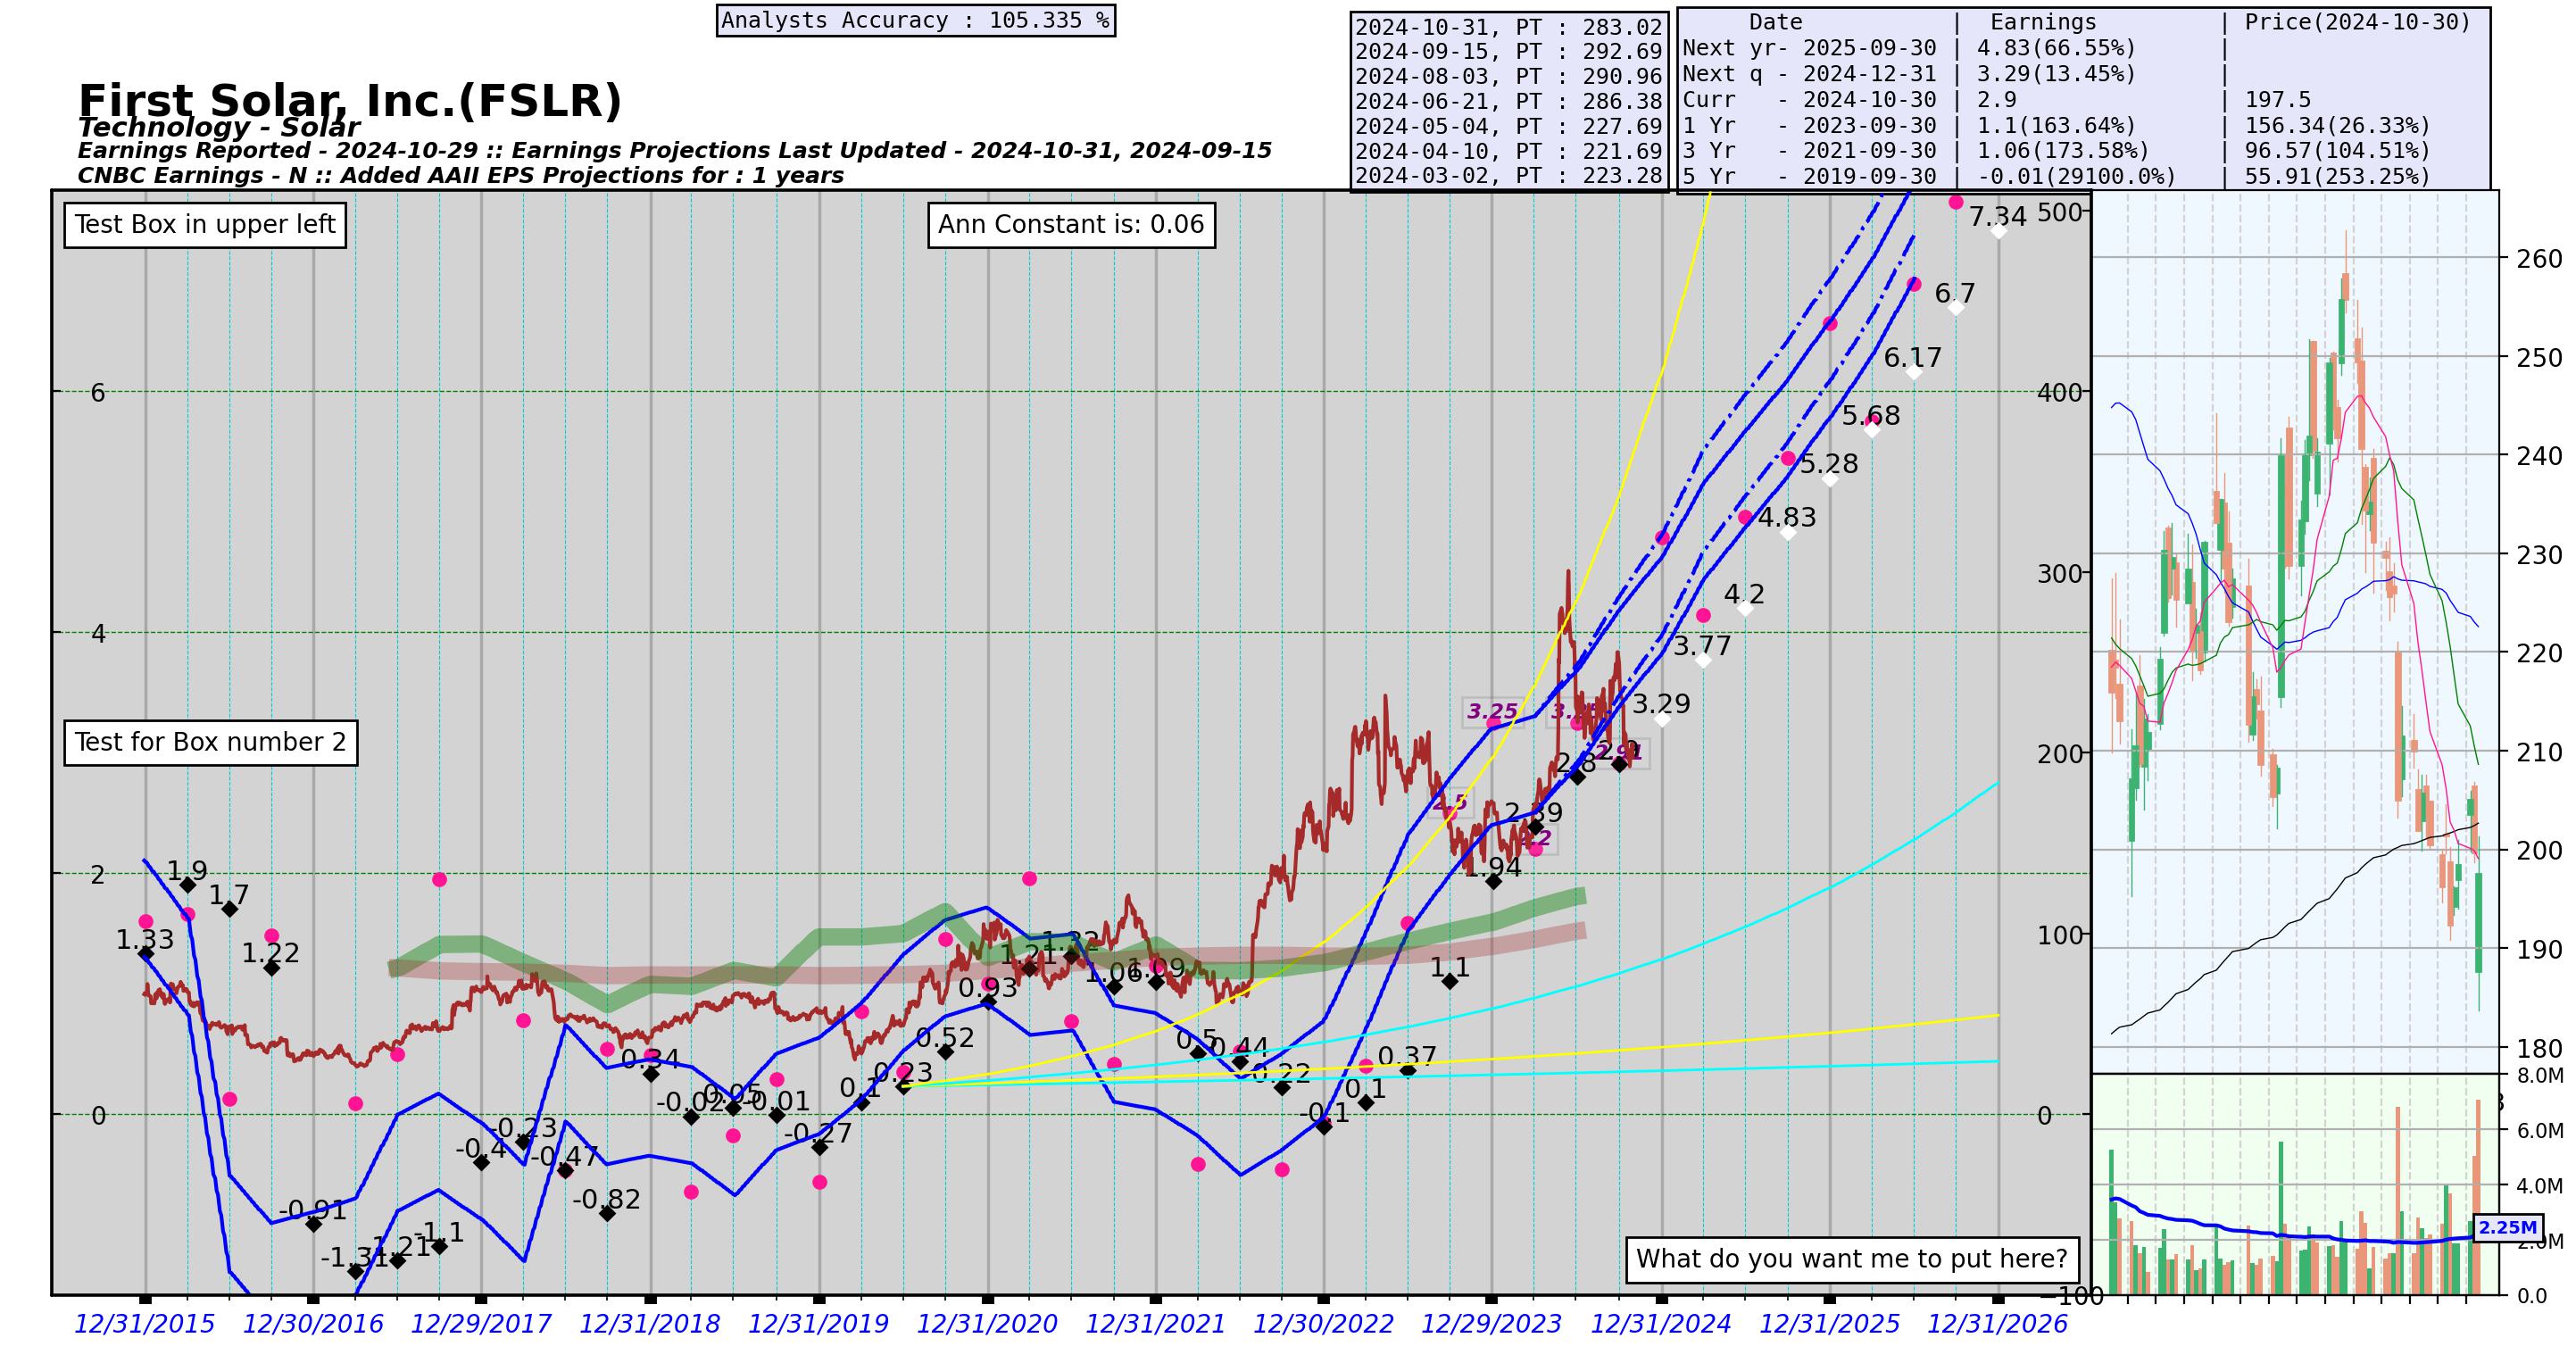 Analysts Accuracy : 105.335 %
2024-10-31, PT : 283.02
2024-09-15, PT : 292.69
2024-08-03, PT : 290.96
2024-06-21, PT : 286.38
2024-05-04, PT : 227.69
2024-04-10, PT : 221.69
2024-03-02, PT : 223.28
Date | Earnings | Price(2024-10-30)
Next yr- 2025-09-30 | 4.83(66.55%) |
Next q - 2024-12-31 | 3.29(13.45%) |
Curr - 2024-10-30 | 2.9 | 197.5
1 Yr - 2023-09-30 | 1.1(163.64%) | 156.34(26.33%)
3 Yr - 2021-09-30 | 1.06(173.58%) | 96.57(104.51%)
5 Yr - 2019-09-30 | -0.01(29100.0%) | 55.91(253.25%)
First Solar, Inc.(FSLR)
Technology - Solar
Earnings Reported - 2024-10-29 :: Earnings Projections Last Updated - 2024-10-31, 2024-09-15
CNBC Earnings - N :: Added AAII EPS Projections for : 1 years
Test Box in upper left
Ann Constant is: 0.06
Test for Box number 2
What do you want me to put here?
6
4
2
0
1.33
1.9
1.7
1.22
-0.91
-1.31
-1.21
-1.1
-0.4
-0.23
-0.47
-0.82
0.34
-0.02
0.05
-0.01
-0.27
0.1
0.23
0.52
0.93
1.21
1.32
1.06
1.09
0.5
0.44
0.22
-0.1
0.1
0.37
1.1
1.94
2.39
2.8
2.9
3.29
3.77
4.2
4.83
5.28
5.68
6.17
6.7
7.34
2.5
3.25
2.2
2.91
500
400
300
200
100
0
−100
260
250
240
230
220
210
200
190
180
8.0M
6.0M
4.0M
2.25M
2.0M
0.0
12/31/2015
12/30/2016
12/29/2017
12/31/2018
12/31/2019
12/31/2020
12/31/2021
12/30/2022
12/29/2023
12/31/2024
12/31/2025
12/31/2026